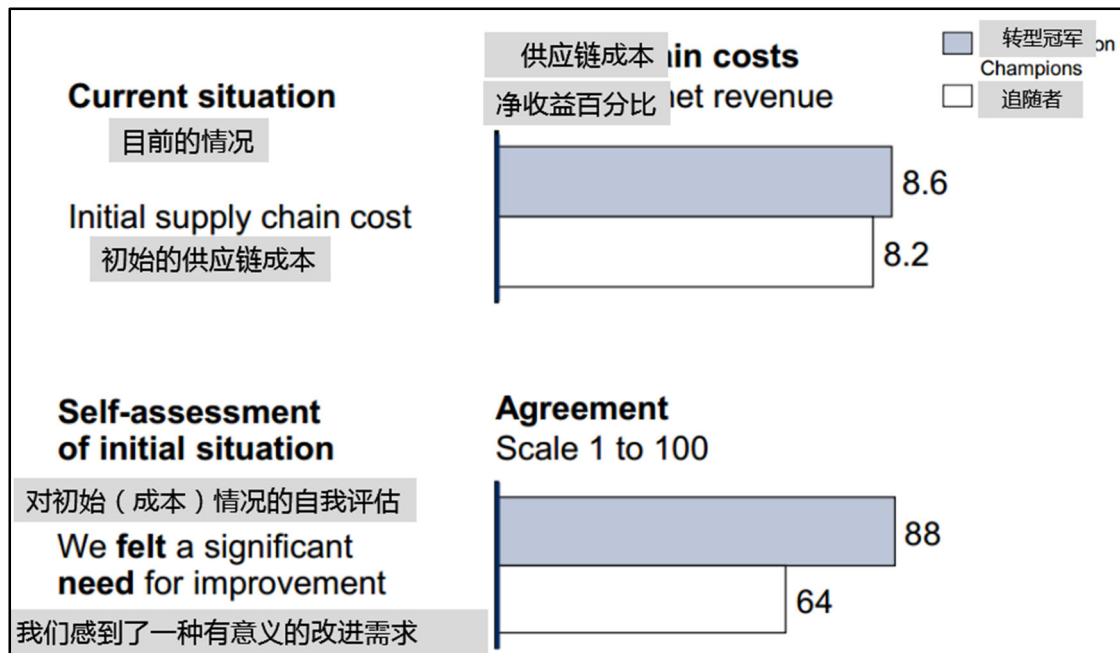 供应链成本
in costs
净收益百分比
net revenue
转型冠军
on
Champions
追随者
Current situation
目前的情况
Initial supply chain cost
初始的供应链成本
8.6
8.2
Self-assessment
of initial situation
对初始（成本）情况的自我评估
We felt a significant
need for improvement
我们感到了一种有意义的改进需求
Agreement
Scale 1 to 100
88
64